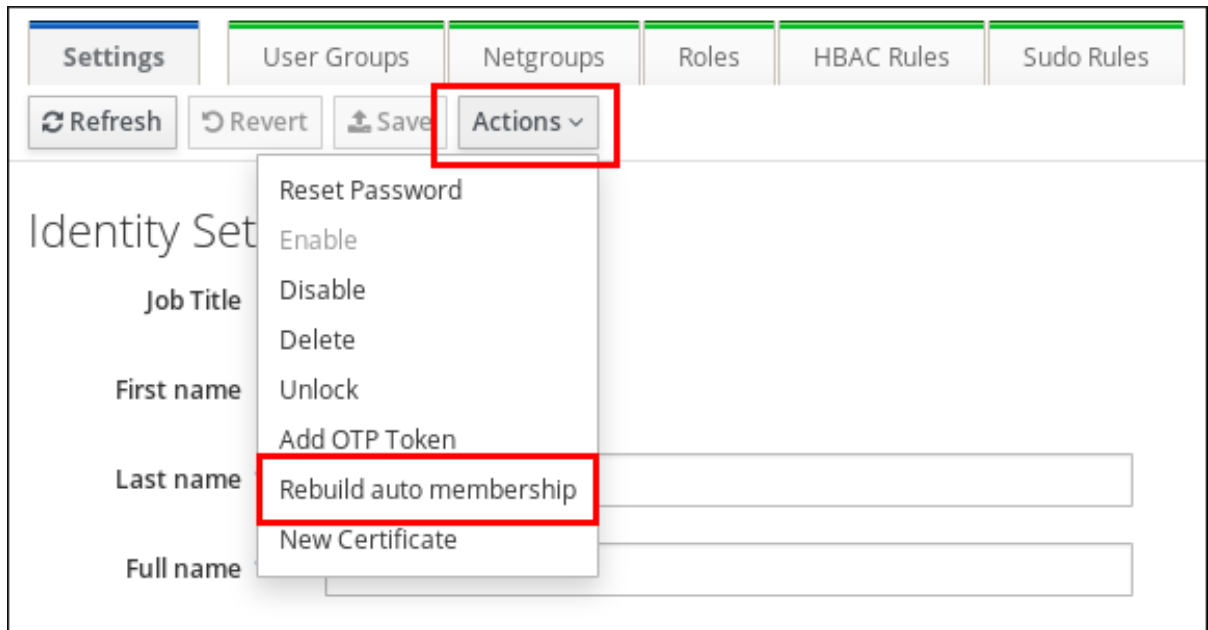 Settings User Groups Netgroups Roles HBAC Rules Sudo Rules
Refresh Revert Save Actions
Reset Password
Identity Set
Enable
Job Title Disable
Delete
First name Unlock
Add OTP Token
Last name Rebuild auto membership
New Certificate
Full name